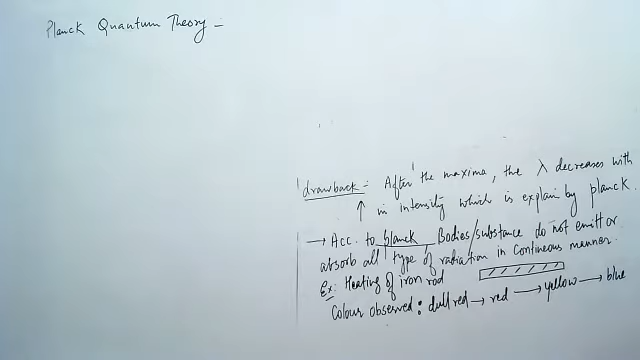 Planck Quantum Theory -
drawback :- After the maxima, the λ decreases with
↑ in intensity which is explain by planck.
→ Acc. to planck Bodies/substance do not emitt or
absorb all type of radiation in continuous manner.
Ex: Heating of iron rod
Colour observed : dull red → red → yellow → blue